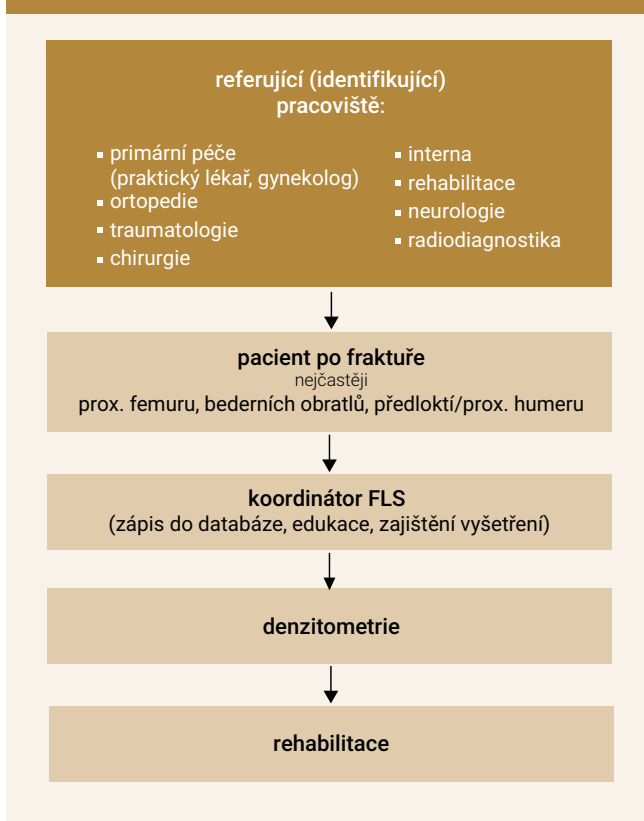 referující (identifikující)
pracoviště:
▪ primární péče
(praktický lékař, gynekolog)
▪ ortopedie
▪ traumatologie
▪ chirurgie
▪ interna
▪ rehabilitace
▪ neurologie
▪ radiodiagnostika
pacient po fraktuře
nejčastěji
prox. femuru, bederních obratlů, předloktí/prox. humeru
koordinátor FLS
(zápis do databáze, edukace, zajištění vyšetření)
denzitometrie
rehabilitace